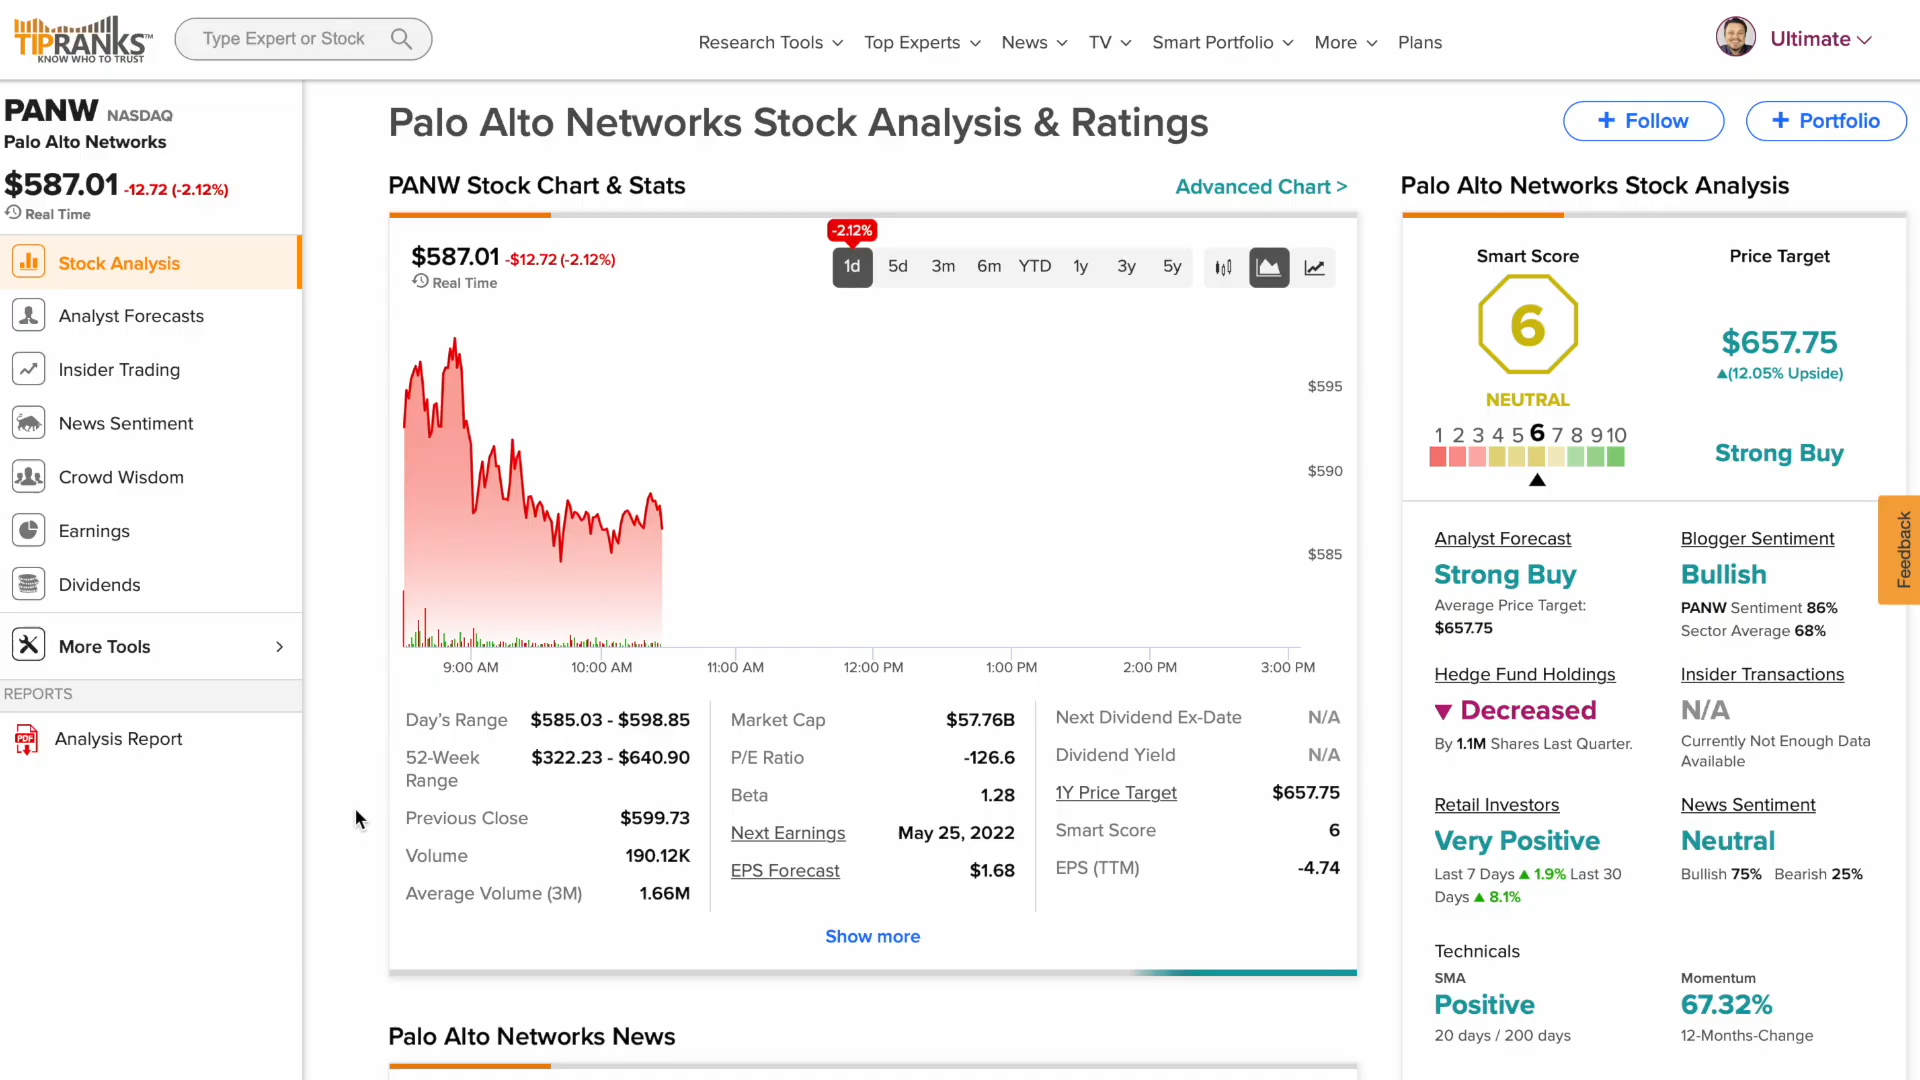 TIPRANKS™
KNOW WHO TO TRUST
Type Expert or Stock
Research Tools
Top Experts
News
TV
Smart Portfolio
More
Plans
Ultimate
PANW NASDAQ
Palo Alto Networks
$587.01 -12.72 (-2.12%)
Real Time
Stock Analysis
Analyst Forecasts
Insider Trading
News Sentiment
Crowd Wisdom
Earnings
Dividends
More Tools
REPORTS
PDF
Analysis Report
Palo Alto Networks Stock Analysis & Ratings
+ Follow
+ Portfolio
PANW Stock Chart & Stats
Advanced Chart >
$587.01 -$12.72 (-2.12%)
Real Time
-2.12%
1d 5d 3m 6m YTD 1y 3y 5y
$595
$590
$585
9:00 AM 10:00 AM 11:00 AM 12:00 PM 1:00 PM 2:00 PM 3:00 PM
Day's Range $585.03 - $598.85
52-Week Range $322.23 - $640.90
Previous Close $599.73
Volume 190.12K
Average Volume (3M) 1.66M
Market Cap $57.76B
P/E Ratio -126.6
Beta 1.28
Next Earnings May 25, 2022
EPS Forecast $1.68
Next Dividend Ex-Date N/A
Dividend Yield N/A
1Y Price Target $657.75
Smart Score 6
EPS (TTM) -4.74
Show more
Palo Alto Networks News
Palo Alto Networks Stock Analysis
Smart Score
6
NEUTRAL
1 2 3 4 5 6 7 8 9 10
Price Target
$657.75
▲(12.05% Upside)
Strong Buy
Analyst Forecast
Strong Buy
Average Price Target:
$657.75
Blogger Sentiment
Bullish
PANW Sentiment 86%
Sector Average 68%
Hedge Fund Holdings
▼ Decreased
By 1.1M Shares Last Quarter.
Insider Transactions
N/A
Currently Not Enough Data
Available
Retail Investors
Very Positive
Last 7 Days ▲ 1.9% Last 30
Days ▲ 8.1%
News Sentiment
Neutral
Bullish 75% Bearish 25%
Technicals
SMA
Positive
20 days / 200 days
Momentum
67.32%
12-Months-Change
Feedback